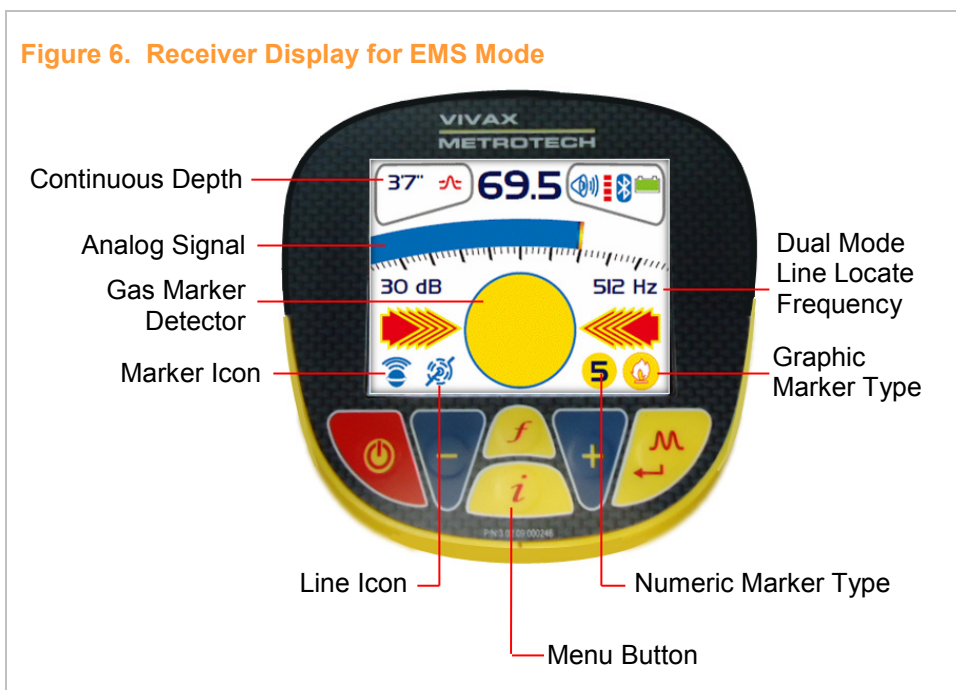 Figure 6. Receiver Display for EMS Mode
VIVAX
METROTECH
Continuous Depth
3'7"
69.5
Analog Signal
30 dB
512 Hz
Dual Mode
Line Locate
Frequency
Gas Marker
Detector
Marker Icon
5
Graphic
Marker Type
f
i
Line Icon
Numeric Marker Type
Menu Button